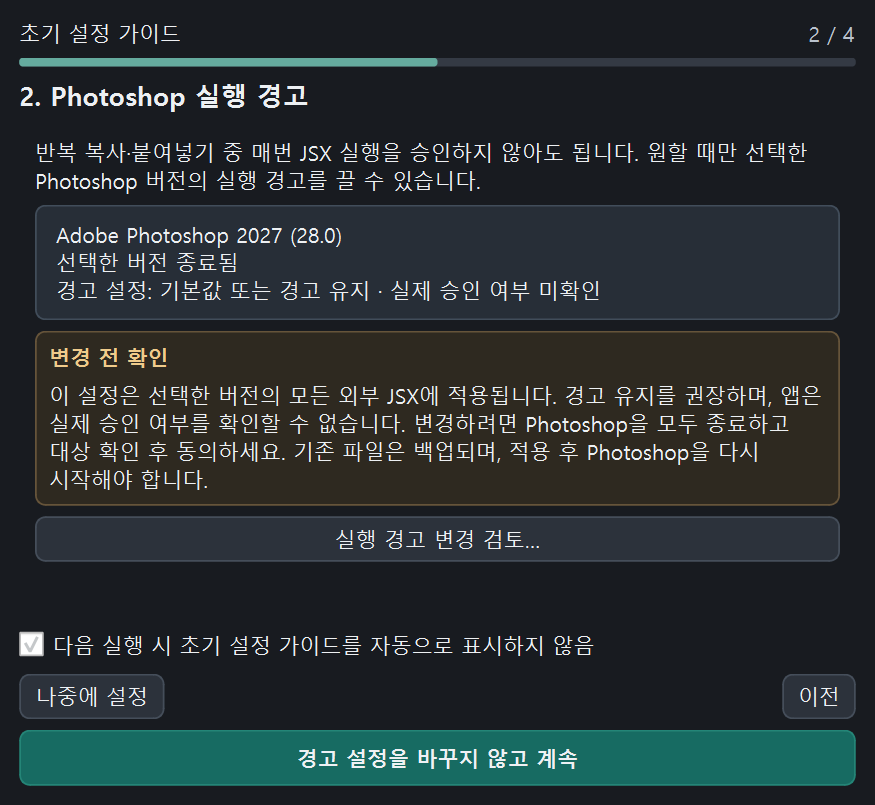 초기 설정 가이드
2 / 4
2. Photoshop 실행 경고
반복 복사·붙여넣기 중 매번 JSX 실행을 승인하지 않아도 됩니다. 원할 때만 선택한
Photoshop 버전의 실행 경고를 끌 수 있습니다.
Adobe Photoshop 2027 (28.0)
선택한 버전 종료됨
경고 설정: 기본값 또는 경고 유지 · 실제 승인 여부 미확인
변경 전 확인
이 설정은 선택한 버전의 모든 외부 JSX에 적용됩니다. 경고 유지를 권장하며, 앱은
실제 승인 여부를 확인할 수 없습니다. 변경하려면 Photoshop을 모두 종료하고
대상 확인 후 동의하세요. 기존 파일은 백업되며, 적용 후 Photoshop을 다시
시작해야 합니다.
실행 경고 변경 검토...
다음 실행 시 초기 설정 가이드를 자동으로 표시하지 않음
나중에 설정
이전
경고 설정을 바꾸지 않고 계속